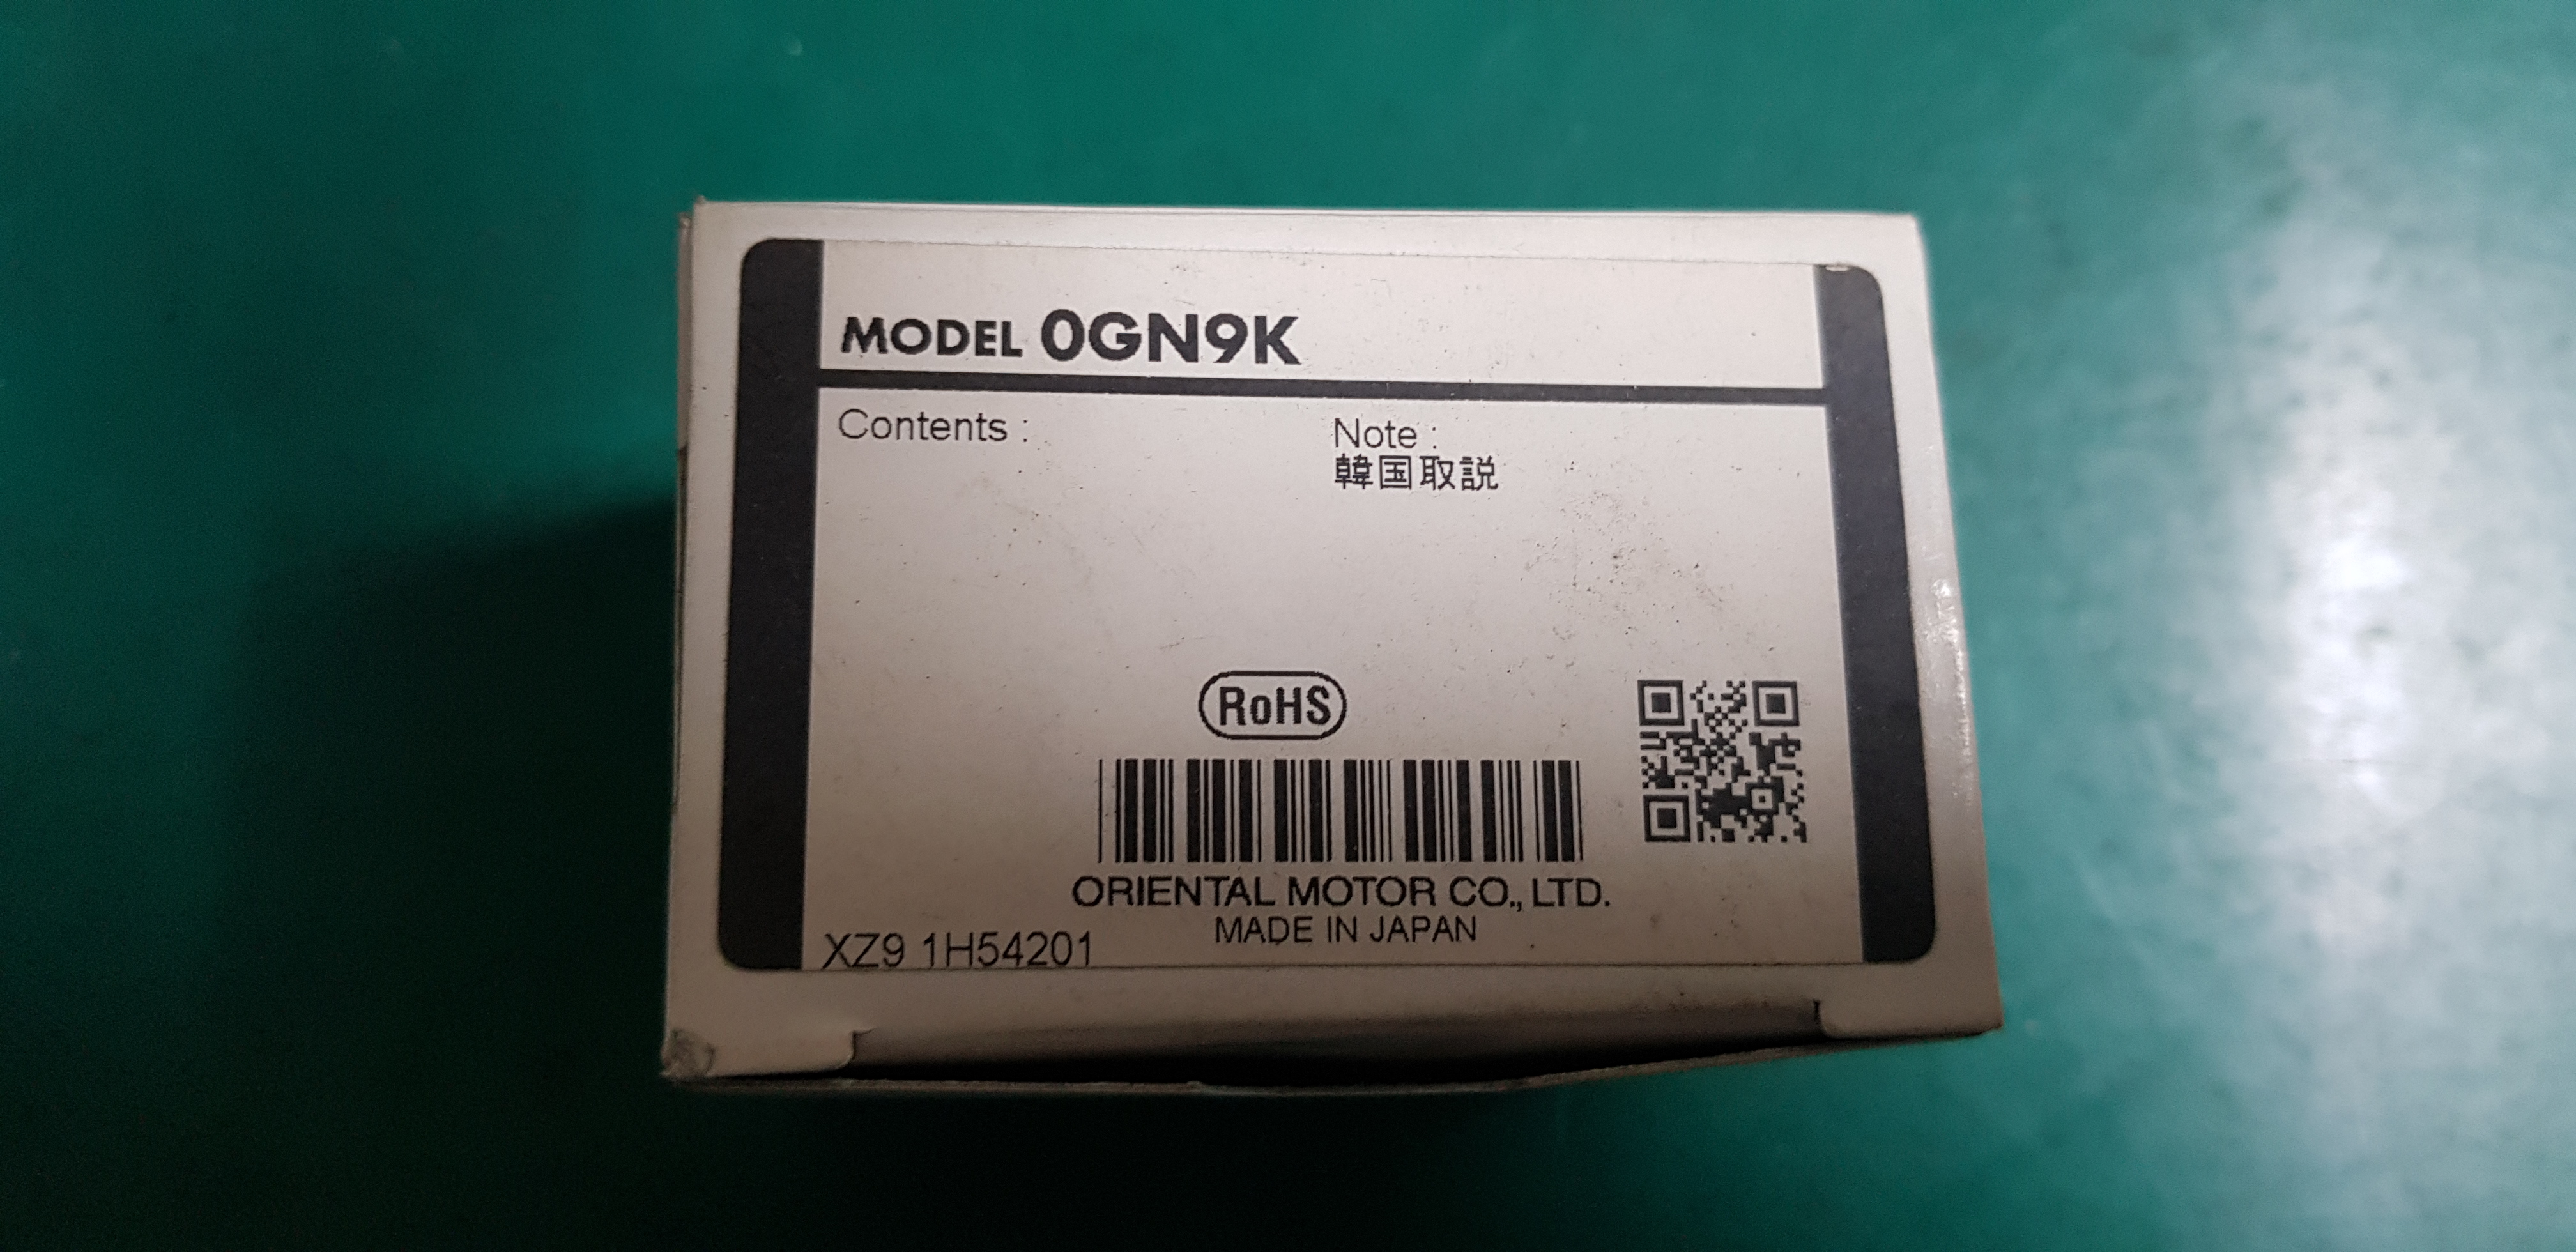 MODEL 0GN9K
Contents :
Note :
韓国取説
RoHS
ORIENTAL MOTOR CO., LTD.
MADE IN JAPAN
XZ9 1H54201